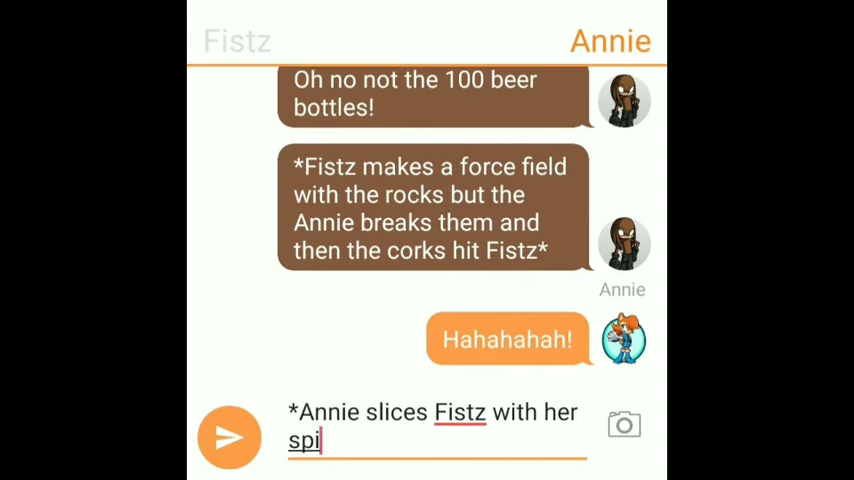 Fistz Annie
Oh no not the 100 beer
bottles!
*Fistz makes a force field
with the rocks but the
Annie breaks them and
then the corks hit Fistz*
Annie
Hahahahah!
*Annie slices Fistz with her
spi